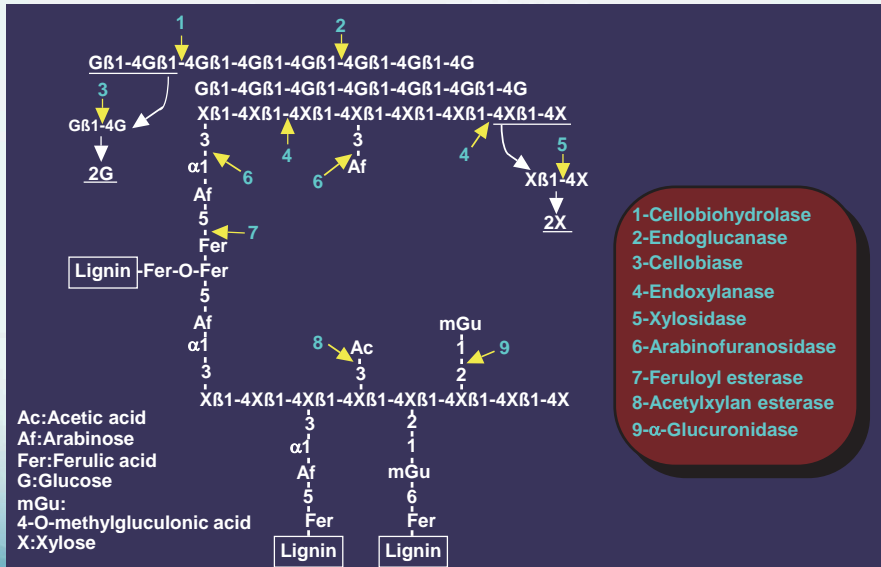 1
2
Gß1-4Gß1-4Gß1-4Gß1-4Gß1-4Gß1-4Gß1-4G
3
Gß1-4Gß1-4Gß1-4Gß1-4Gß1-4Gß1-4G
Xß1-4Xß1-4Xß1-4Xß1-4Xß1-4Xß1-4Xß1-4X
Gß1-4G
3
3
4
4
5
α1
6
6
Af
Xß1-4X
2G
Af
2X
5
7
Fer
Lignin-Fer-O-Fer
5
Af
α1
3
8
Ac
3
mGu
1
2
9
Xß1-4Xß1-4Xß1-4Xß1-4Xß1-4Xß1-4Xß1-4X
3
α1
Af
5
Fer
Lignin
2
1
mGu
6
Fer
Lignin
Ac:Acetic acid
Af:Arabinose
Fer:Ferulic acid
G:Glucose
mGu:
4-O-methylgluculonic acid
X:Xylose
1-Cellobiohydrolase
2-Endoglucanase
3-Cellobiase
4-Endoxylanase
5-Xylosidase
6-Arabinofuranosidase
7-Feruloyl esterase
8-Acetylxylan esterase
9-α-Glucuronidase